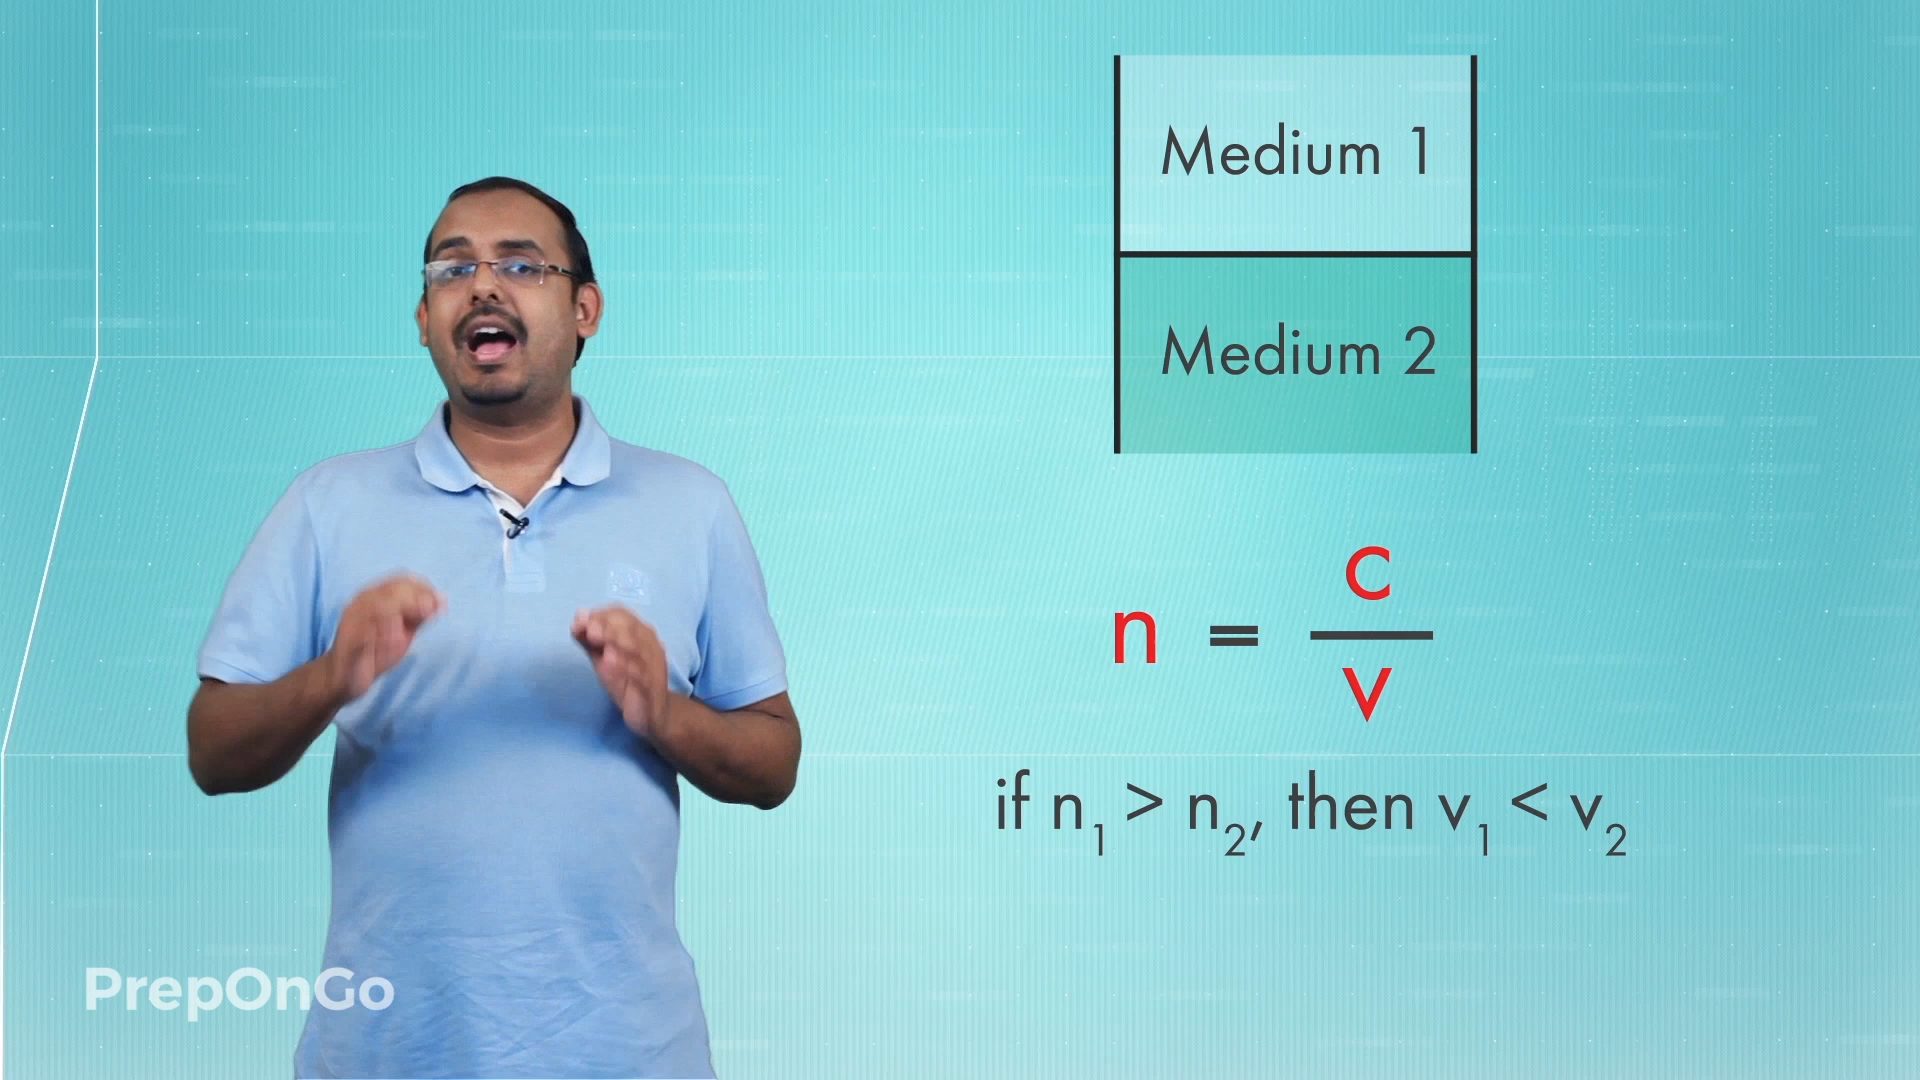 Medium 1
Medium 2
n = c / v
if n₁ > n₂, then v₁ < v₂
PrepOnGo